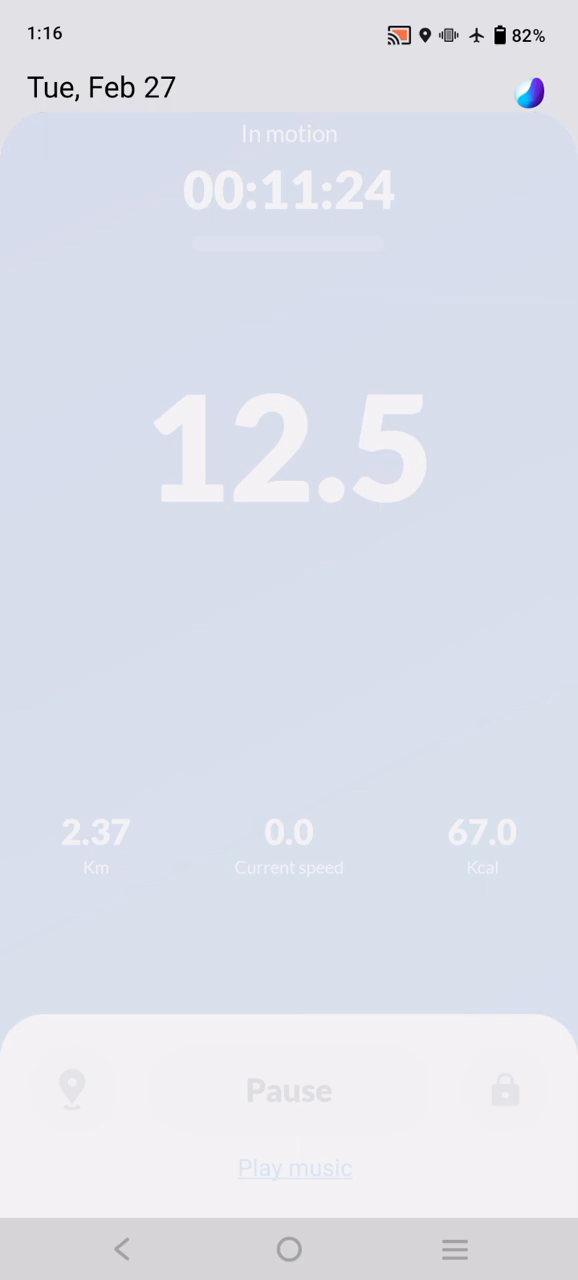 1:16
82%
Tue, Feb 27
In motion
00:11:24
12.5
2.37
0.0
67.0
Km
Current speed
Kcal
Pause
Play music